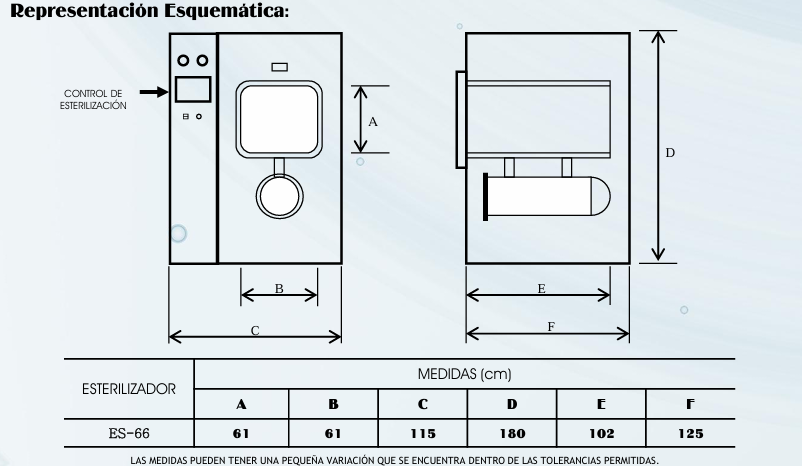 Representación Esquemática:
CONTROL DE
ESTERILIZACIÓN
A
D
B
E
C
F
ESTERILIZADOR MEDIDAS (cm)
A B C D E F
ES-66 61 61 115 180 102 125
LAS MEDIDAS PUEDEN TENER UNA PEQUEÑA VARIACIÓN QUE SE ENCUENTRA DENTRO DE LAS TOLERANCIAS PERMITIDAS.